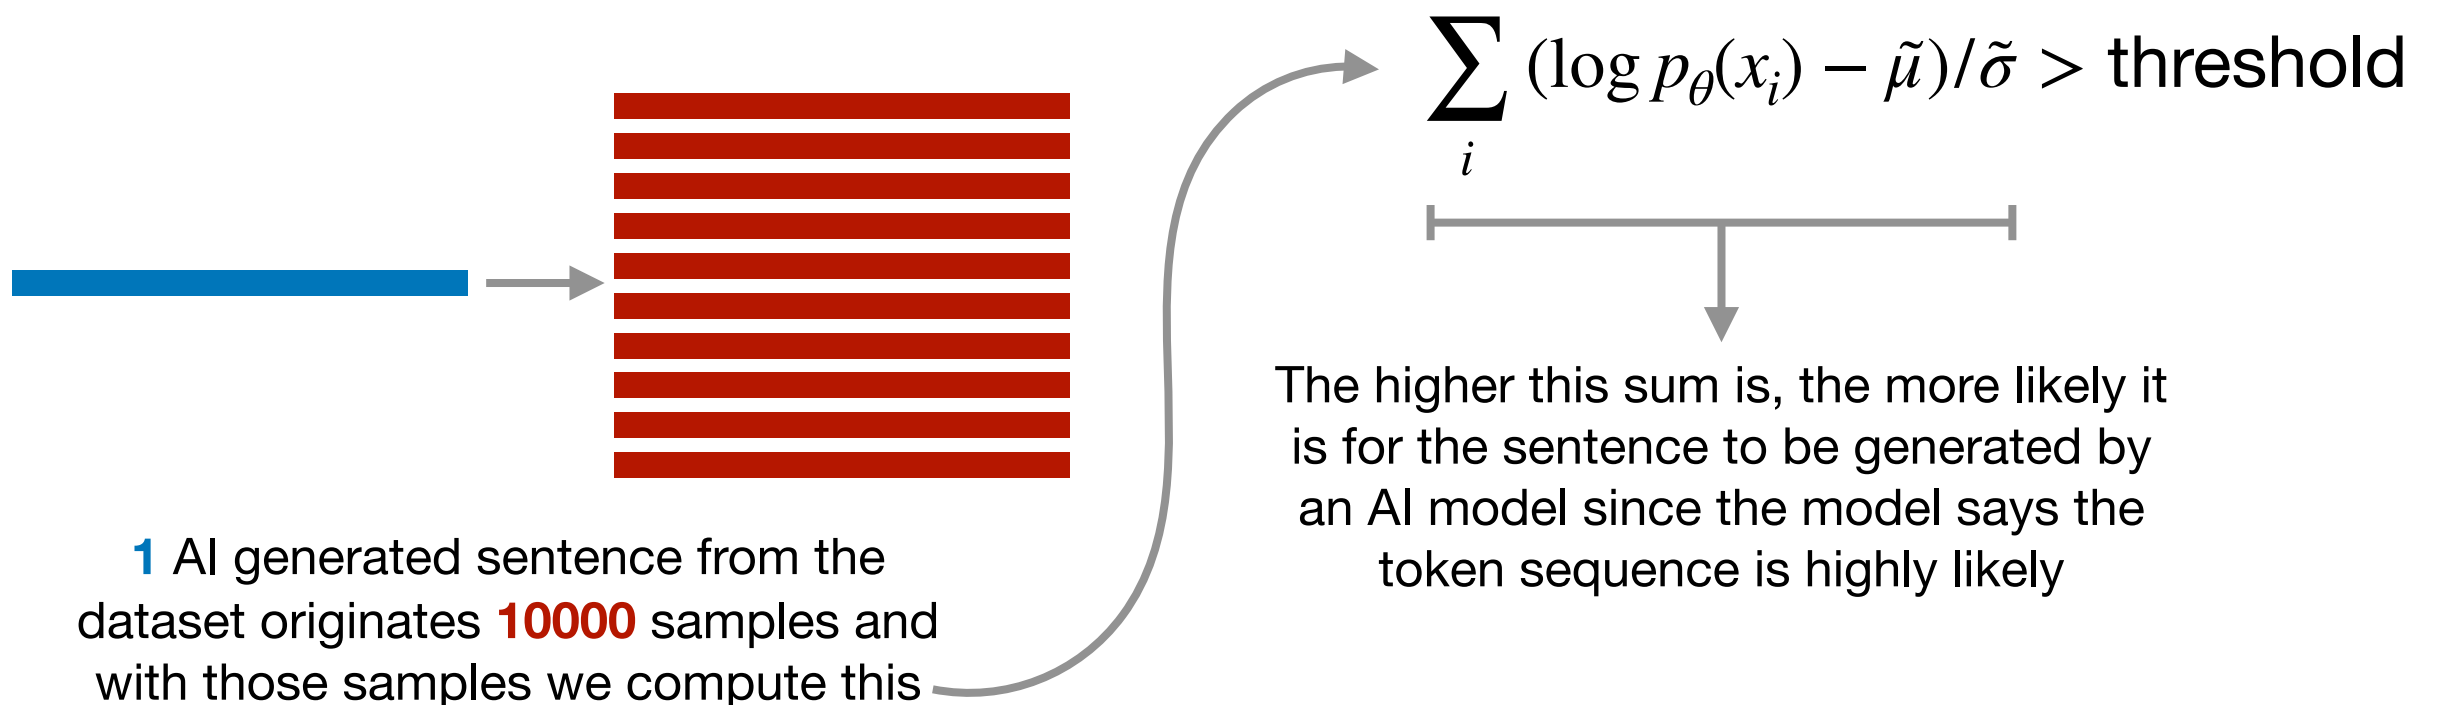 ∑ᵢ (log p_θ(x_i) − μ̃)/σ̃ > threshold
The higher this sum is, the more likely it
is for the sentence to be generated by
an AI model since the model says the
token sequence is highly likely
1 AI generated sentence from the
dataset originates 10000 samples and
with those samples we compute this